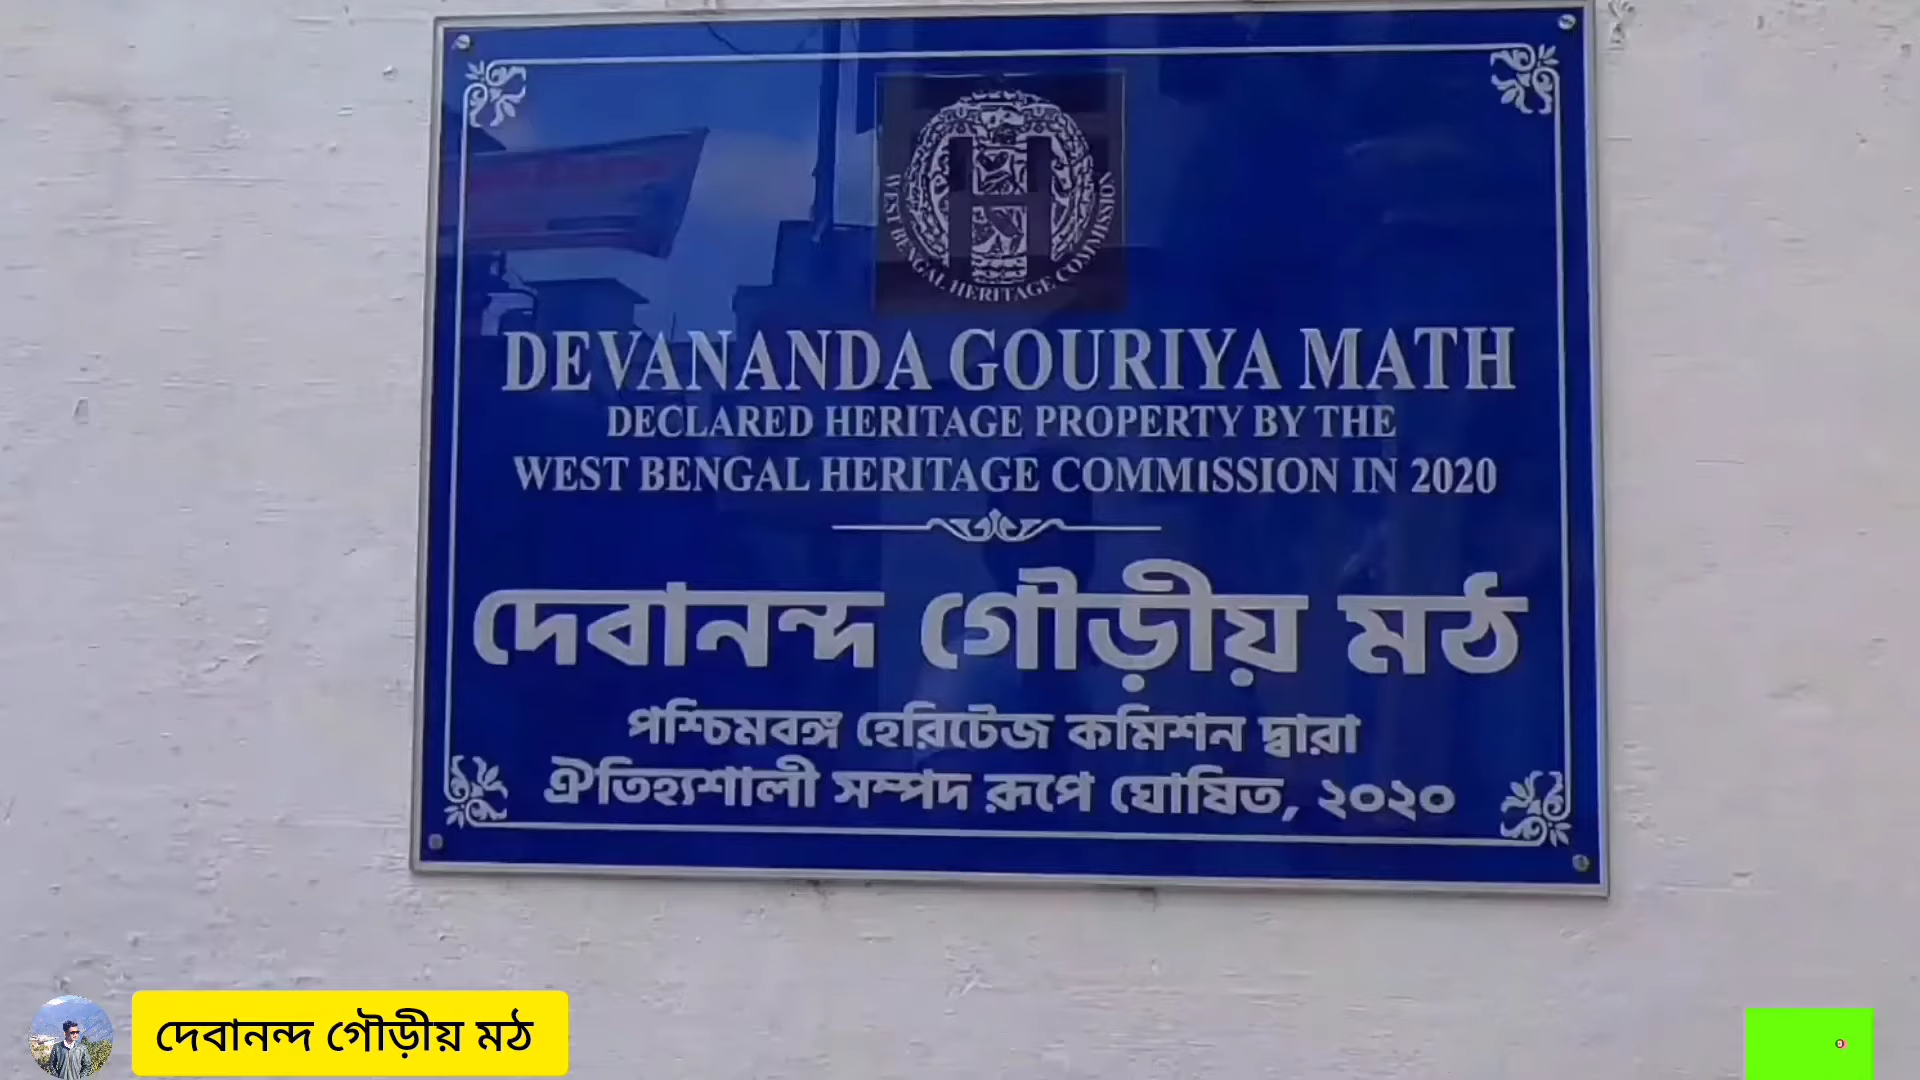 WEST BENGAL HERITAGE COMMISSION
DEVANANDA GOURIYA MATH
DECLARED HERITAGE PROPERTY BY THE
WEST BENGAL HERITAGE COMMISSION IN 2020
দেবানন্দ গৌড়ীয় মঠ
পশ্চিমবঙ্গ হেরিটেজ কমিশন দ্বারা
ঐতিহ্যশালী সম্পদ রূপে ঘোষিত, ২০২০
দেবানন্দ গৌড়ীয় মঠ